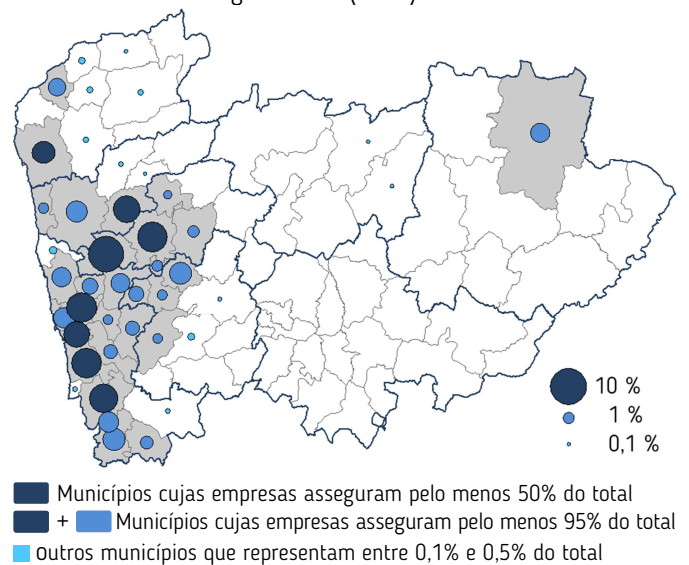 10 %
1 %
0,1 %
Municípios cujas empresas asseguram pelo menos 50% do total
+ Municípios cujas empresas asseguram pelo menos 95% do total
outros municípios que representam entre 0,1% e 0,5% do total